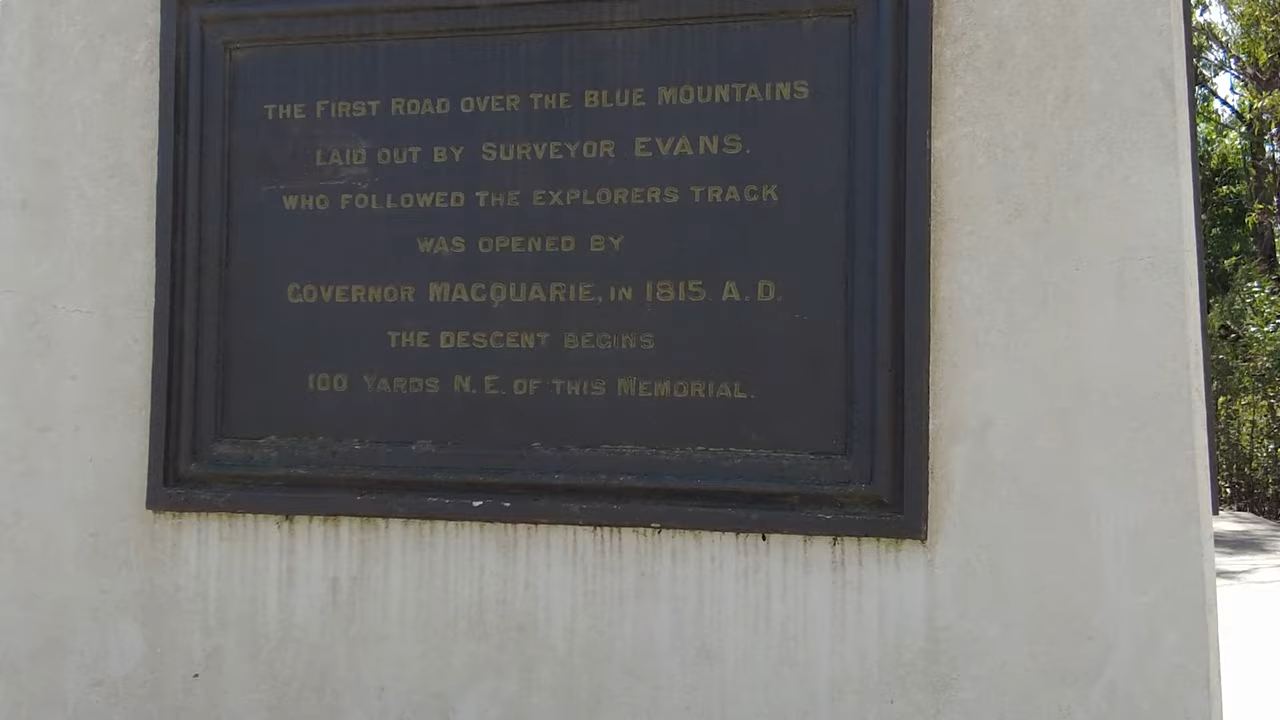 THE FIRST ROAD OVER THE BLUE MOUNTAINS
LAID OUT BY SURVEYOR EVANS.
WHO FOLLOWED THE EXPLORERS TRACK
WAS OPENED BY
GOVERNOR MACQUARIE, IN 1815. A. D.
THE DESCENT BEGINS
100 YARDS N. E. OF THIS MEMORIAL.